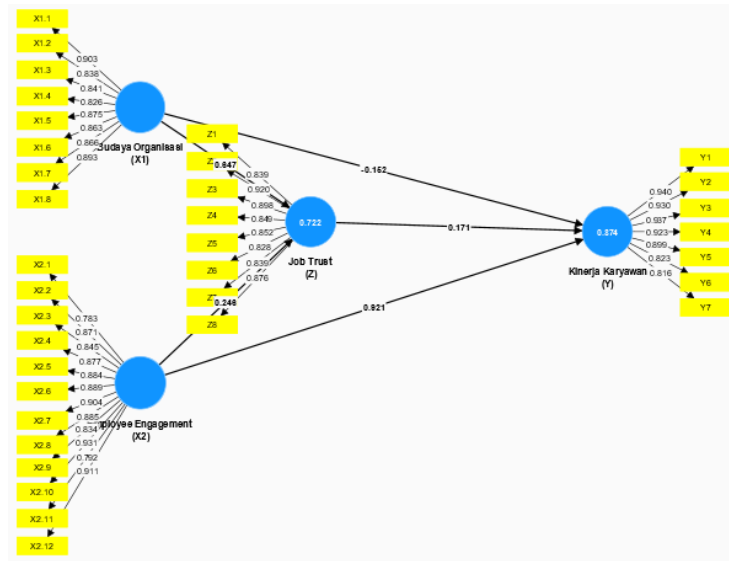 X1.1
X1.2
X1.3
X1.4
X1.5
X1.6
X1.7
X1.8
0.903
0.838
0.841
0.826
0.875
0.863
0.866
0.893
Budaya Organisasi
(X1)
Z1
Z3
Z4
Z5
Z6
Z8
0.647
0.839
0.920
0.898
0.849
0.852
0.828
0.839
0.876
0.246
0.722
Job Trust
(Z)
-0.152
0.171
0.921
0.874
Kinerja Karyawan
(Y)
0.940
0.930
0.937
0.923
0.899
0.823
0.816
Y1
Y2
Y3
Y4
Y5
Y6
Y7
X2.1
X2.2
X2.3
X2.4
X2.5
X2.6
X2.7
X2.8
X2.9
X2.10
X2.11
X2.12
0.783
0.871
0.845
0.877
0.884
0.889
0.904
0.885
0.834
0.931
0.792
0.911
Employee Engagement
(X2)